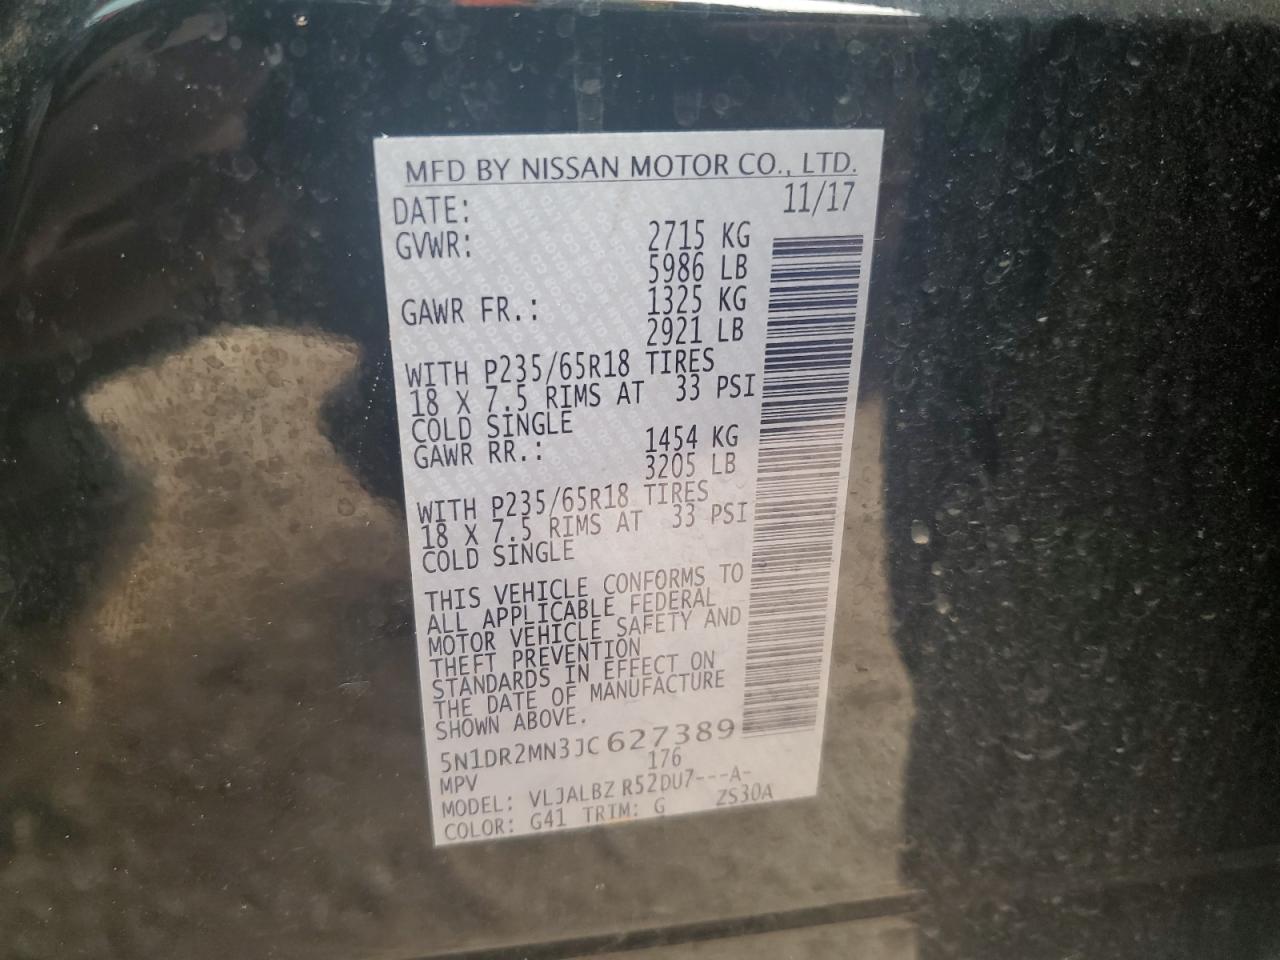 MFD BY NISSAN MOTOR CO., LTD.
DATE: 11/17
GVWR: 2715 KG
5986 LB
GAWR FR.: 1325 KG
2921 LB
WITH P235/65R18 TIRES
18 X 7.5 RIMS AT 33 PSI
COLD SINGLE
GAWR RR.: 1454 KG
3205 LB
WITH P235/65R18 TIRES
18 X 7.5 RIMS AT 33 PSI
COLD SINGLE
THIS VEHICLE CONFORMS TO
ALL APPLICABLE FEDERAL
MOTOR VEHICLE SAFETY AND
THEFT PREVENTION
STANDARDS IN EFFECT ON
THE DATE OF MANUFACTURE
SHOWN ABOVE.
5N1DR2MN3JC627389
MPV 176
MODEL: VLJALBZ R52DU7---A-
COLOR: G41 TRIM: G ZS30A